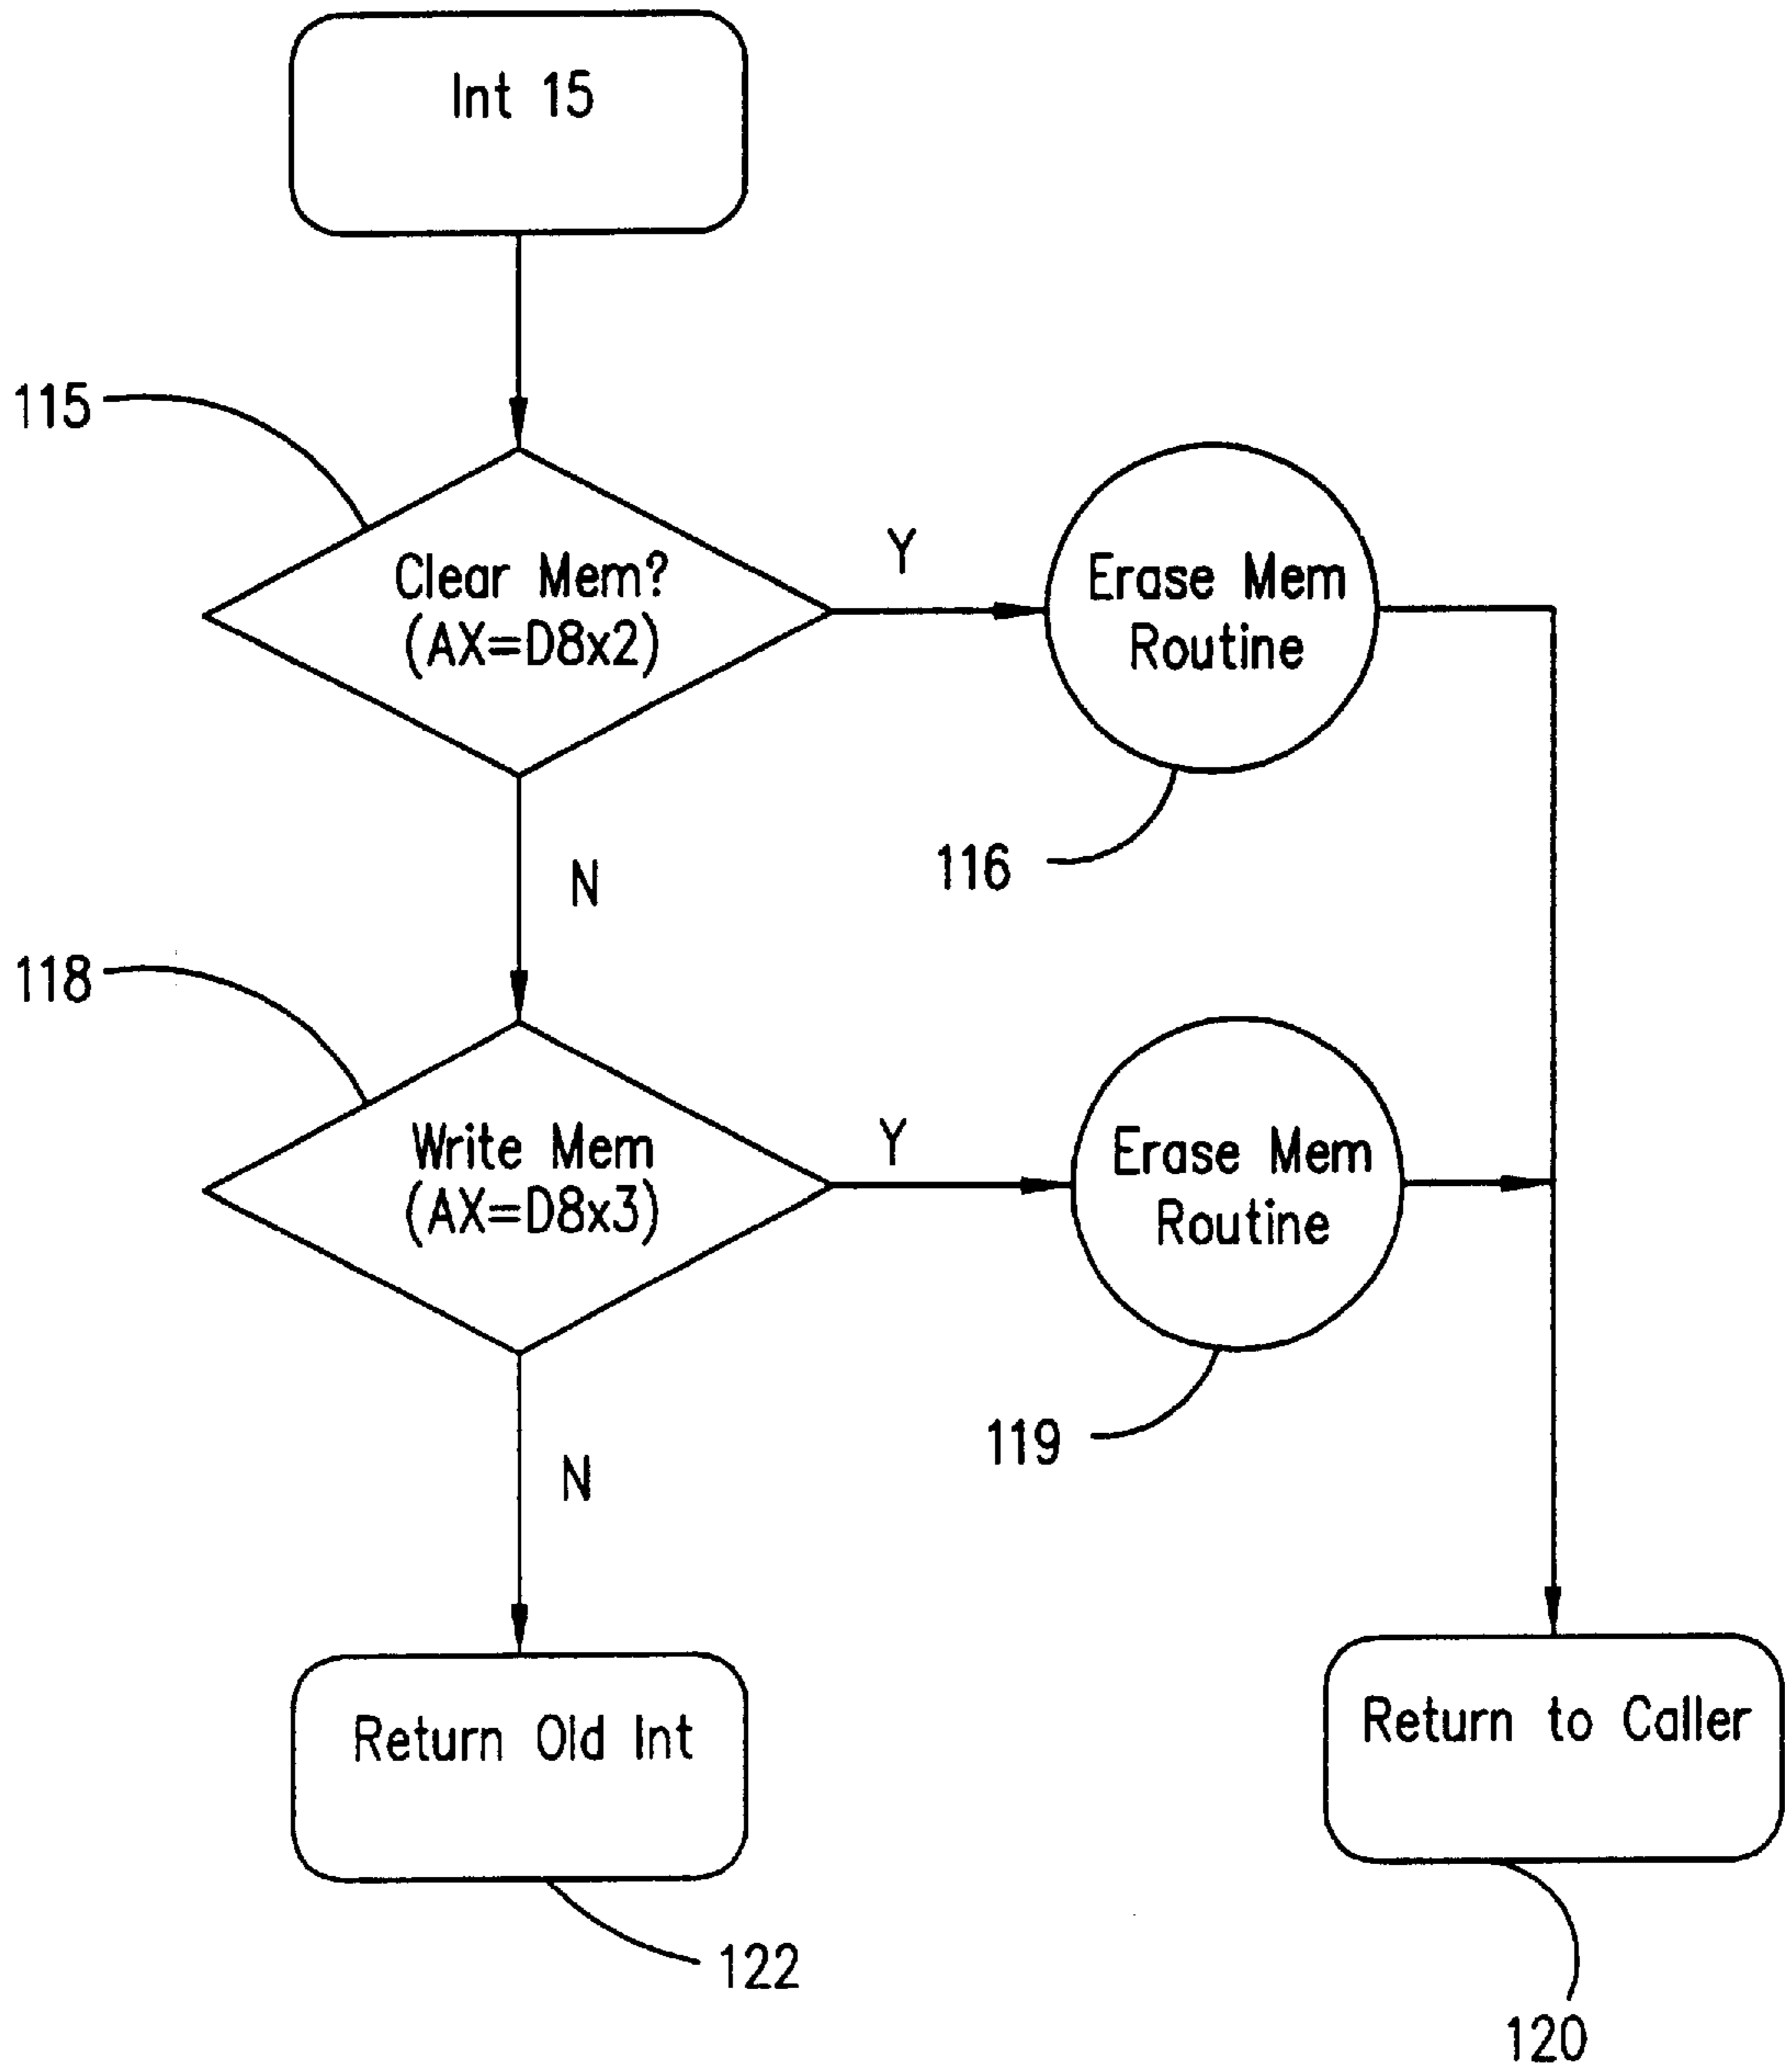 Int 15
115
Clear Mem?
(AX=D8x2)
Y
Erase Mem
Routine
116
N
118
Write Mem
(AX=D8x3)
Y
Erase Mem
Routine
119
N
Return Old Int
Return to Caller
122
120